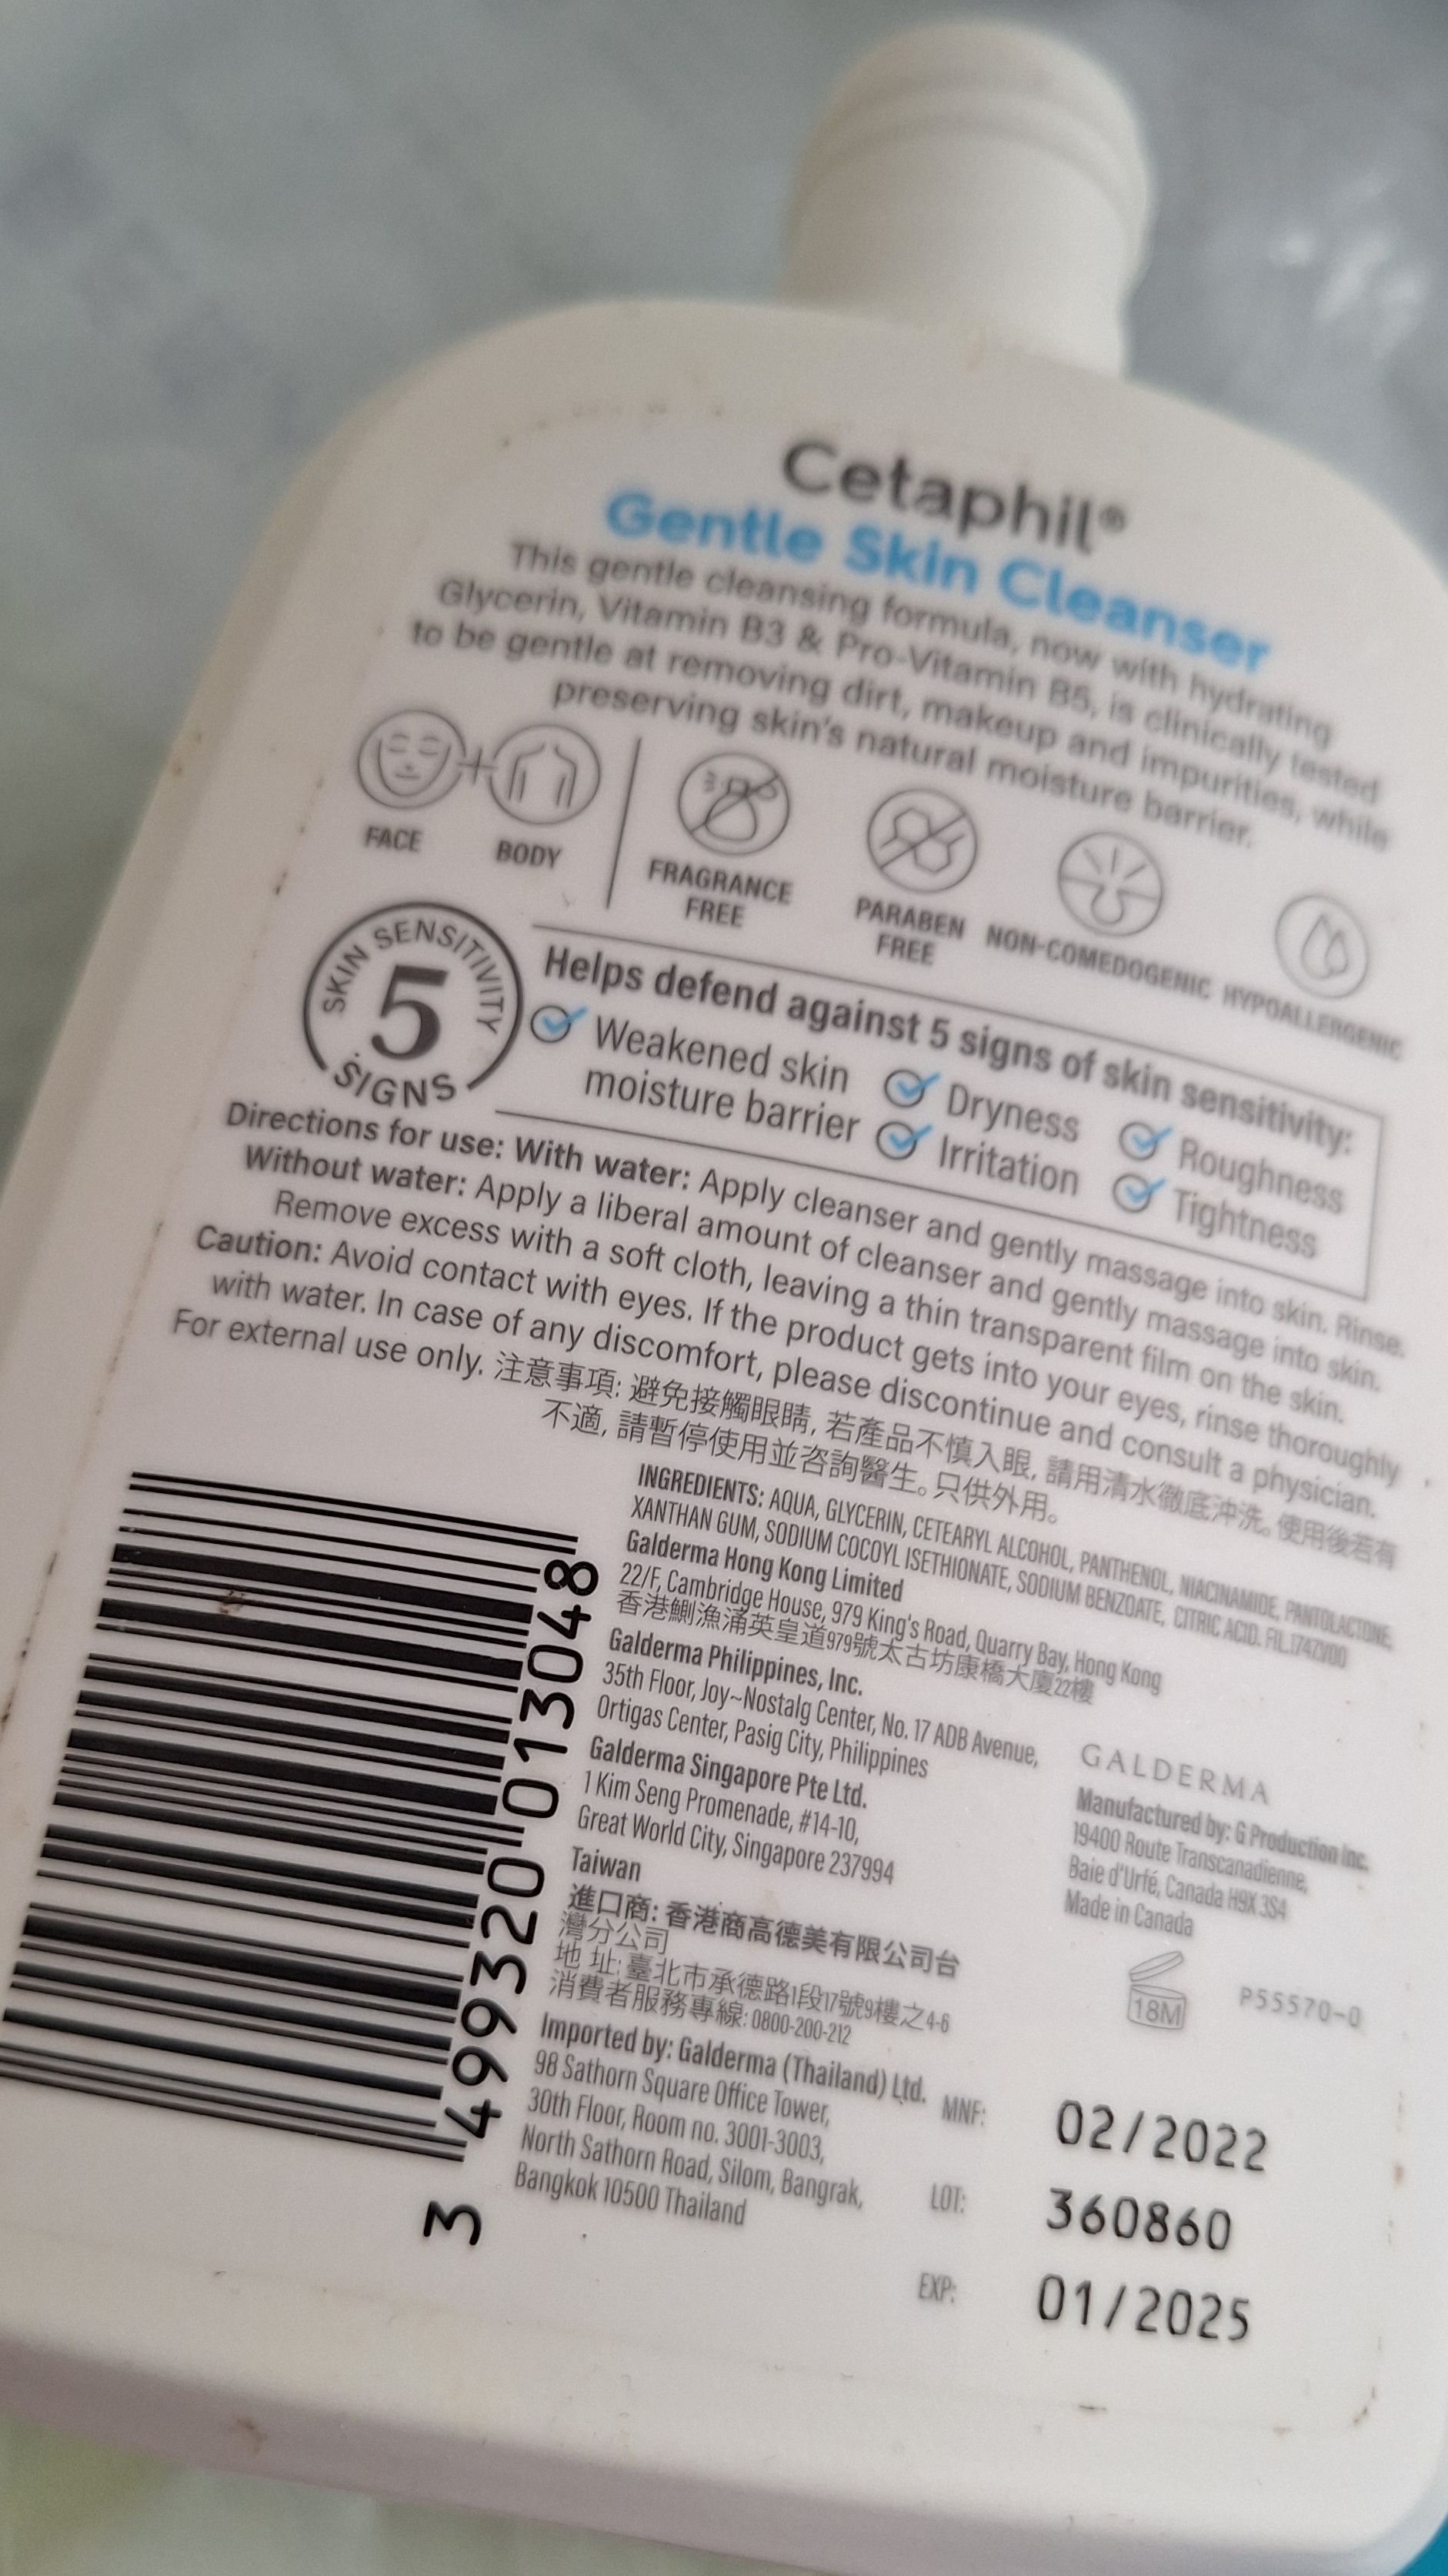 Cetaphil®
Gentle Skin Cleanser
This gentle cleansing formula, now with hydrating
Glycerin, Vitamin B3 & Pro-Vitamin B5, is clinically tested
to be gentle at removing dirt, makeup and impurities, while
preserving skin's natural moisture barrier.
FACE
BODY
FRAGRANCE
FREE
PARABEN
FREE
NON-COMEDOGENIC
HYPOALLERGENIC
SKIN SENSITIVITY
5
SIGNS
Helps defend against 5 signs of skin sensitivity:
Weakened skin
moisture barrier
Dryness
Irritation
Roughness
Tightness
Directions for use: With water: Apply cleanser and gently massage into skin. Rinse.
Without water: Apply a liberal amount of cleanser and gently massage into skin.
Remove excess with a soft cloth, leaving a thin transparent film on the skin.
Caution: Avoid contact with eyes. If the product gets into your eyes, rinse thoroughly
with water. In case of any discomfort, please discontinue and consult a physician.
For external use only. 注意事項: 避免接觸眼睛, 若產品不慎入眼, 請用清水徹底沖洗。使用後若有
不適, 請暫停使用並咨詢醫生。只供外用。
INGREDIENTS: AQUA, GLYCERIN, CETEARYL ALCOHOL, PANTHENOL, NIACINAMIDE, PANTOLACTONE,
XANTHAN GUM, SODIUM COCOYL ISETHIONATE, SODIUM BENZOATE, CITRIC ACID. FIL.1747.V00
Galderma Hong Kong Limited
22/F, Cambridge House, 979 King's Road, Quarry Bay, Hong Kong
香港鰂漁涌英皇道979號太古坊康橋大廈22樓
Galderma Philippines, Inc.
35th Floor, Joy~Nostalg Center, No. 17 ADB Avenue,
Ortigas Center, Pasig City, Philippines
Galderma Singapore Pte Ltd.
1 Kim Seng Promenade, #14-10,
Great World City, Singapore 237994
Taiwan
進口商: 香港商高德美有限公司台
灣分公司
地 址: 臺北市承德路1段17號9樓之4-6
消費者服務專線: 0800-200-212
Imported by: Galderma (Thailand) Ltd.
98 Sathorn Square Office Tower,
30th Floor, Room no. 3001-3003,
North Sathorn Road, Silom, Bangrak,
Bangkok 10500 Thailand
GALDERMA
Manufactured by: G Production Inc.
19400 Route Transcanadienne,
Baie d'Urfé, Canada H9X 3S4
Made in Canada
18M
P55570-0
MNF: 02/2022
LOT: 360860
EXP: 01/2025
3 499320 013048